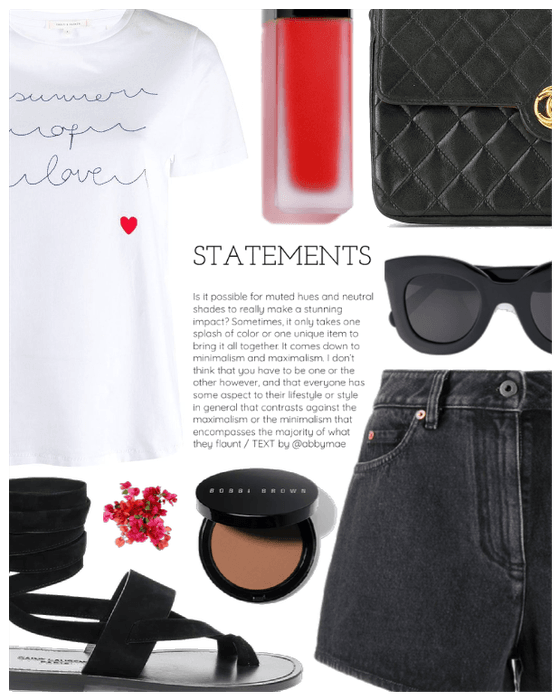 summer
of
love
STATEMENTS
Is it possible for muted hues and neutral
shades to really make a stunning
impact? Sometimes, it only takes one
splash of color or one unique item to
bring it all together. It comes down to
minimalism and maximalism. I don't
think that you have to be one or the
other however, and that everyone has
some aspect to their lifestyle or style
in general that contrasts against the
maximalism or the minimalism that
encompasses the majority of what
they flaunt / TEXT by @abbymae
BOBBI BROWN
SAINT LAURENT
PARIS